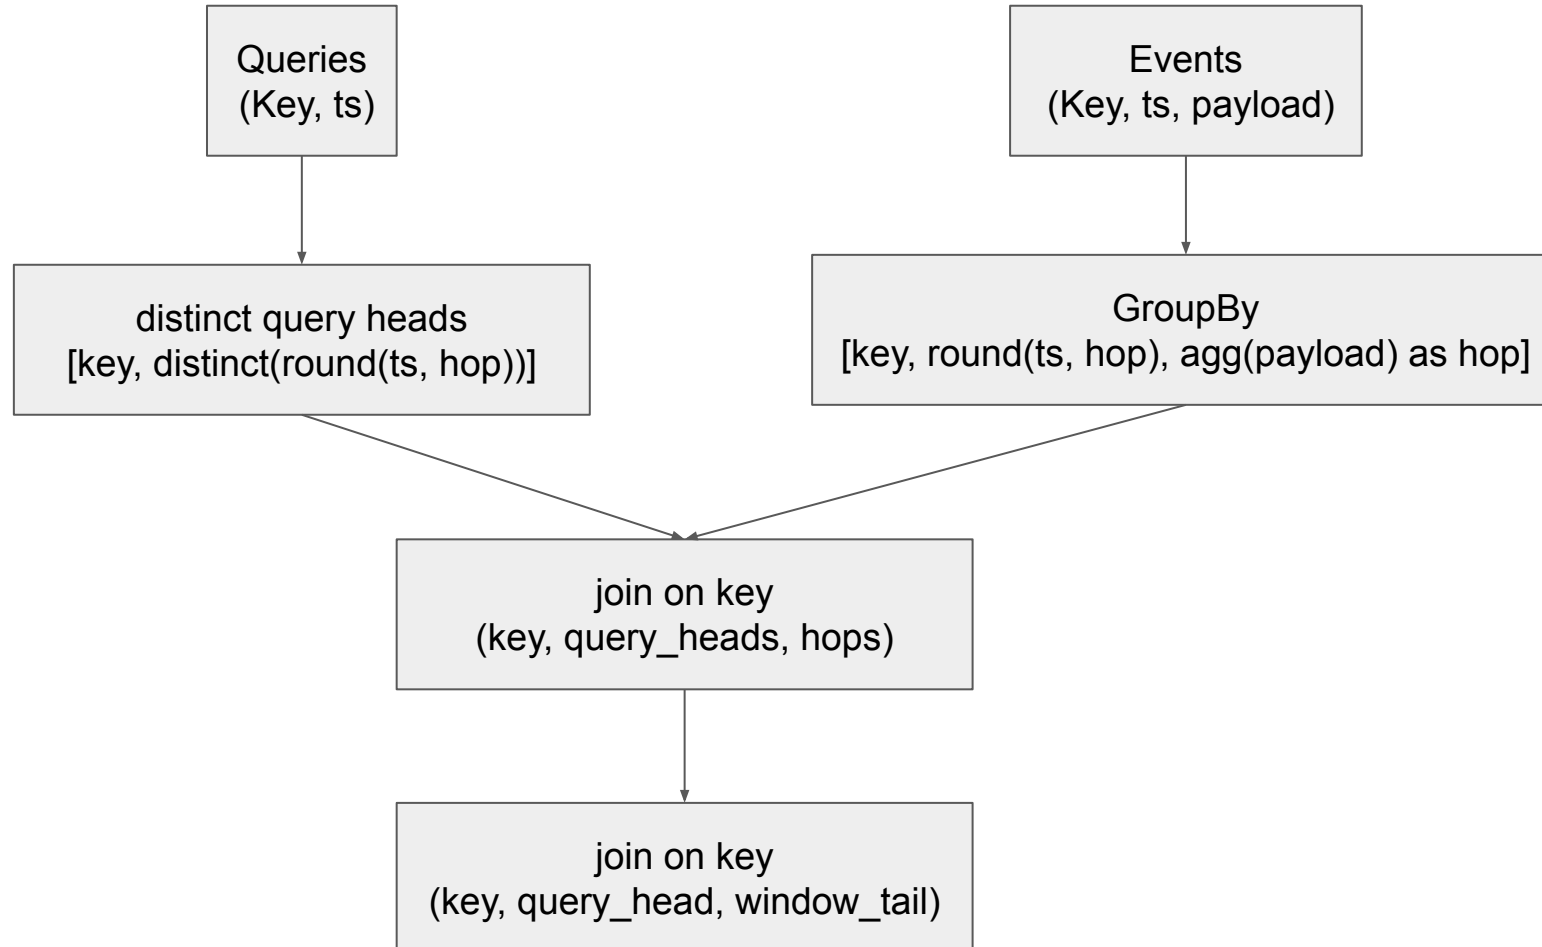 Queries
(Key, ts)
Events
(Key, ts, payload)
distinct query heads
[key, distinct(round(ts, hop))]
GroupBy
[key, round(ts, hop), agg(payload) as hop]
join on key
(key, query_heads, hops)
join on key
(key, query_head, window_tail)